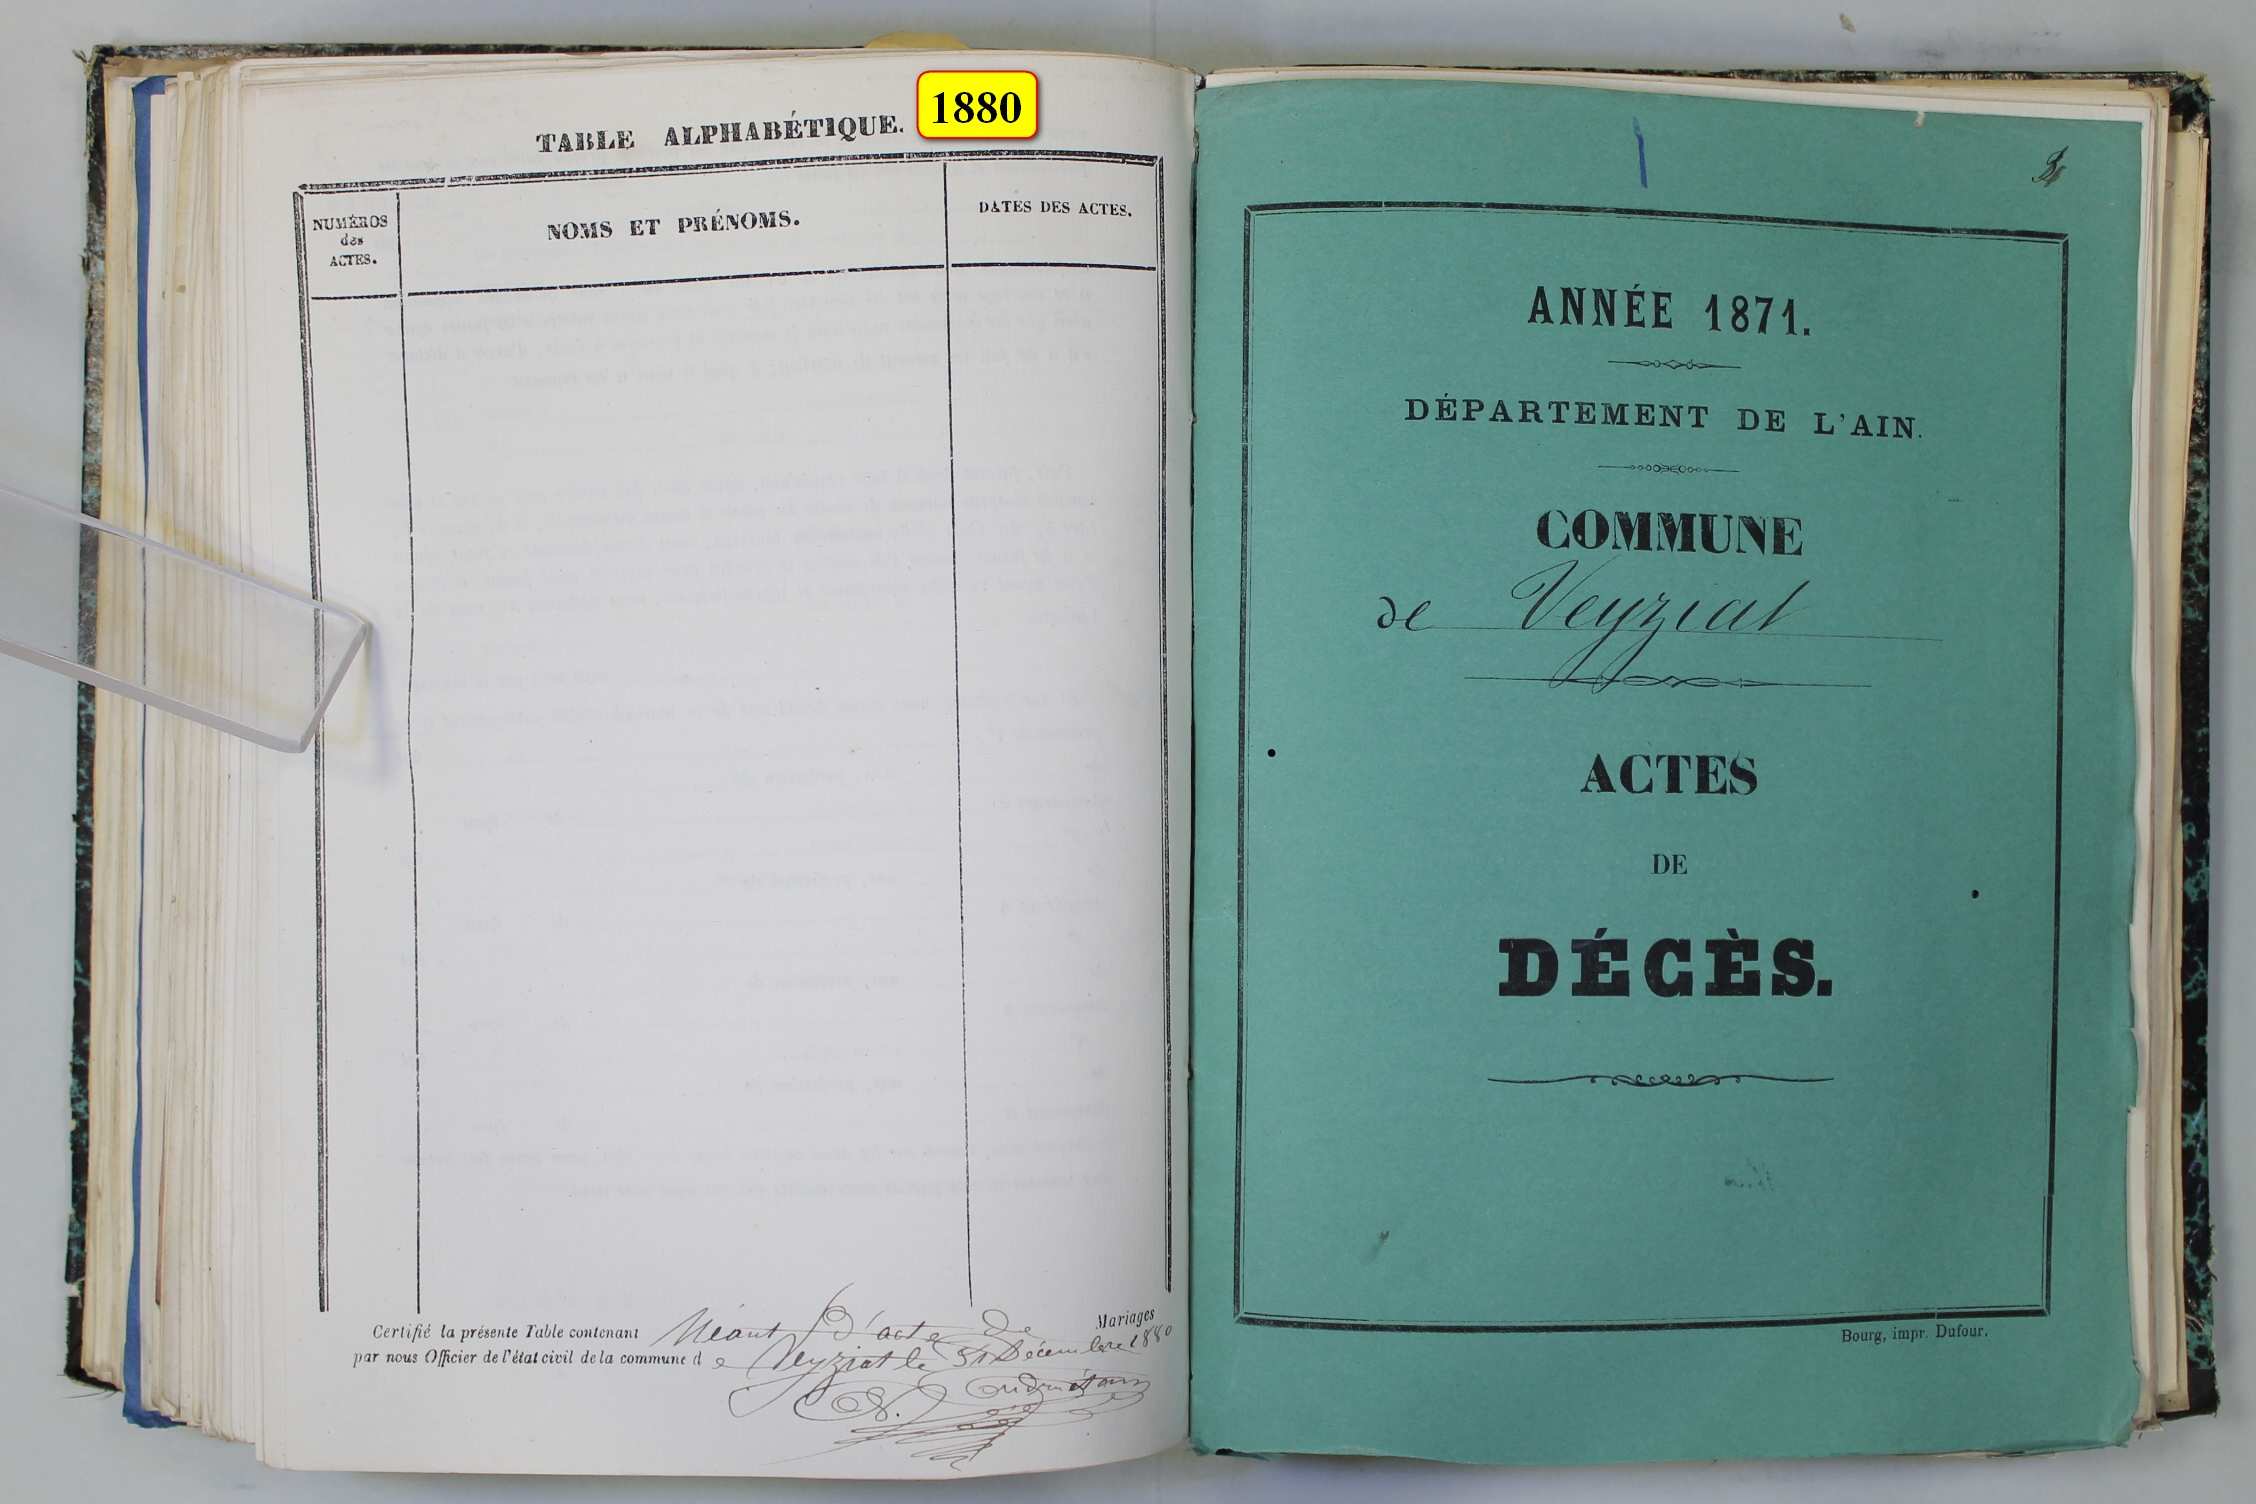 1880
TABLE ALPHABÉTIQUE.
NUMÉROS
des
ACTES.
NOMS ET PRÉNOMS.
DATES DES ACTES.
Certifié la présente Table contenant Néant d'acte de Mariages
par nous Officier de l'état civil de la commune de Veyziat le 31 Décembre 1880
ANNÉE 1871.
DÉPARTEMENT DE L'AIN.
COMMUNE
de Veyziat
ACTES
DE
DÉCÈS.
Bourg, impr. Dufour.